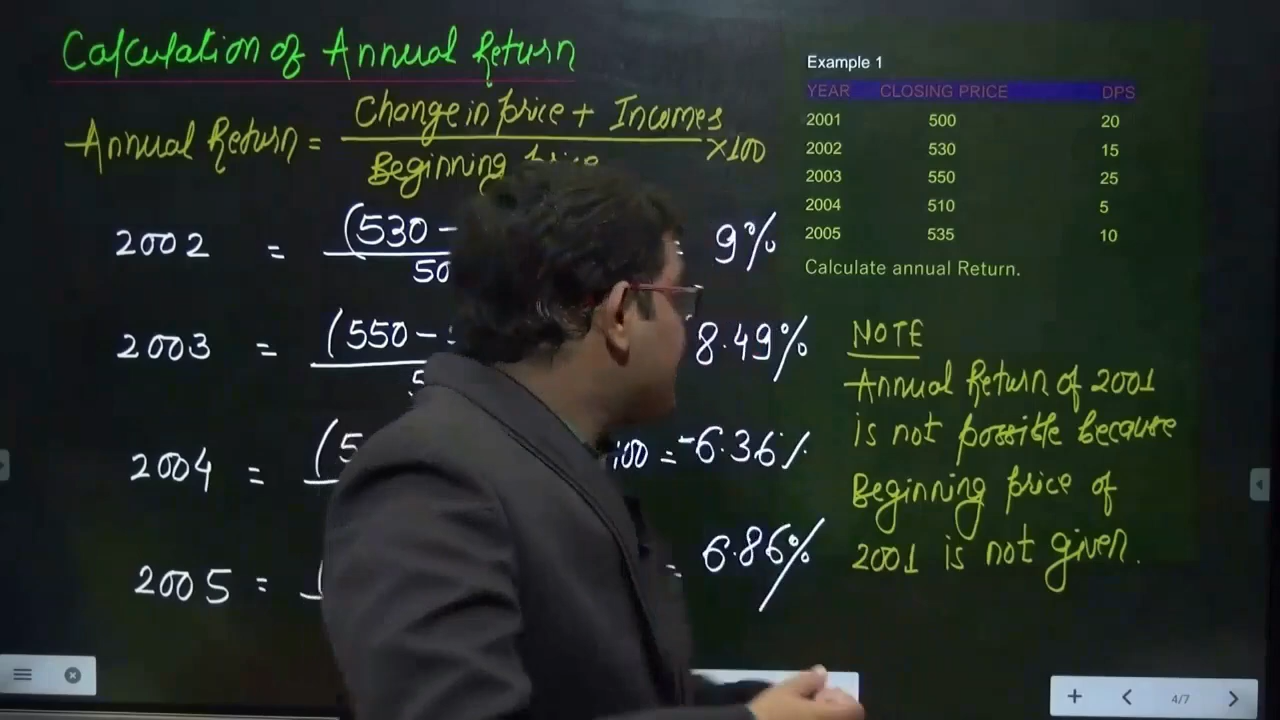 Calculation of Annual Return
Annual Return = Change in price + Incomes
Beginning price ×100
2002 = (530 –
50
9%
2003 = (550 –
5
8.49%
2004 = (5
100 = -6.36%
2005 =
= 6.86%
Example 1
YEAR CLOSING PRICE DPS
2001 500 20
2002 530 15
2003 550 25
2004 510 5
2005 535 10
Calculate annual Return.
NOTE
Annual Return of 2001
is not possible because
Beginning price of
2001 is not given.
4/7